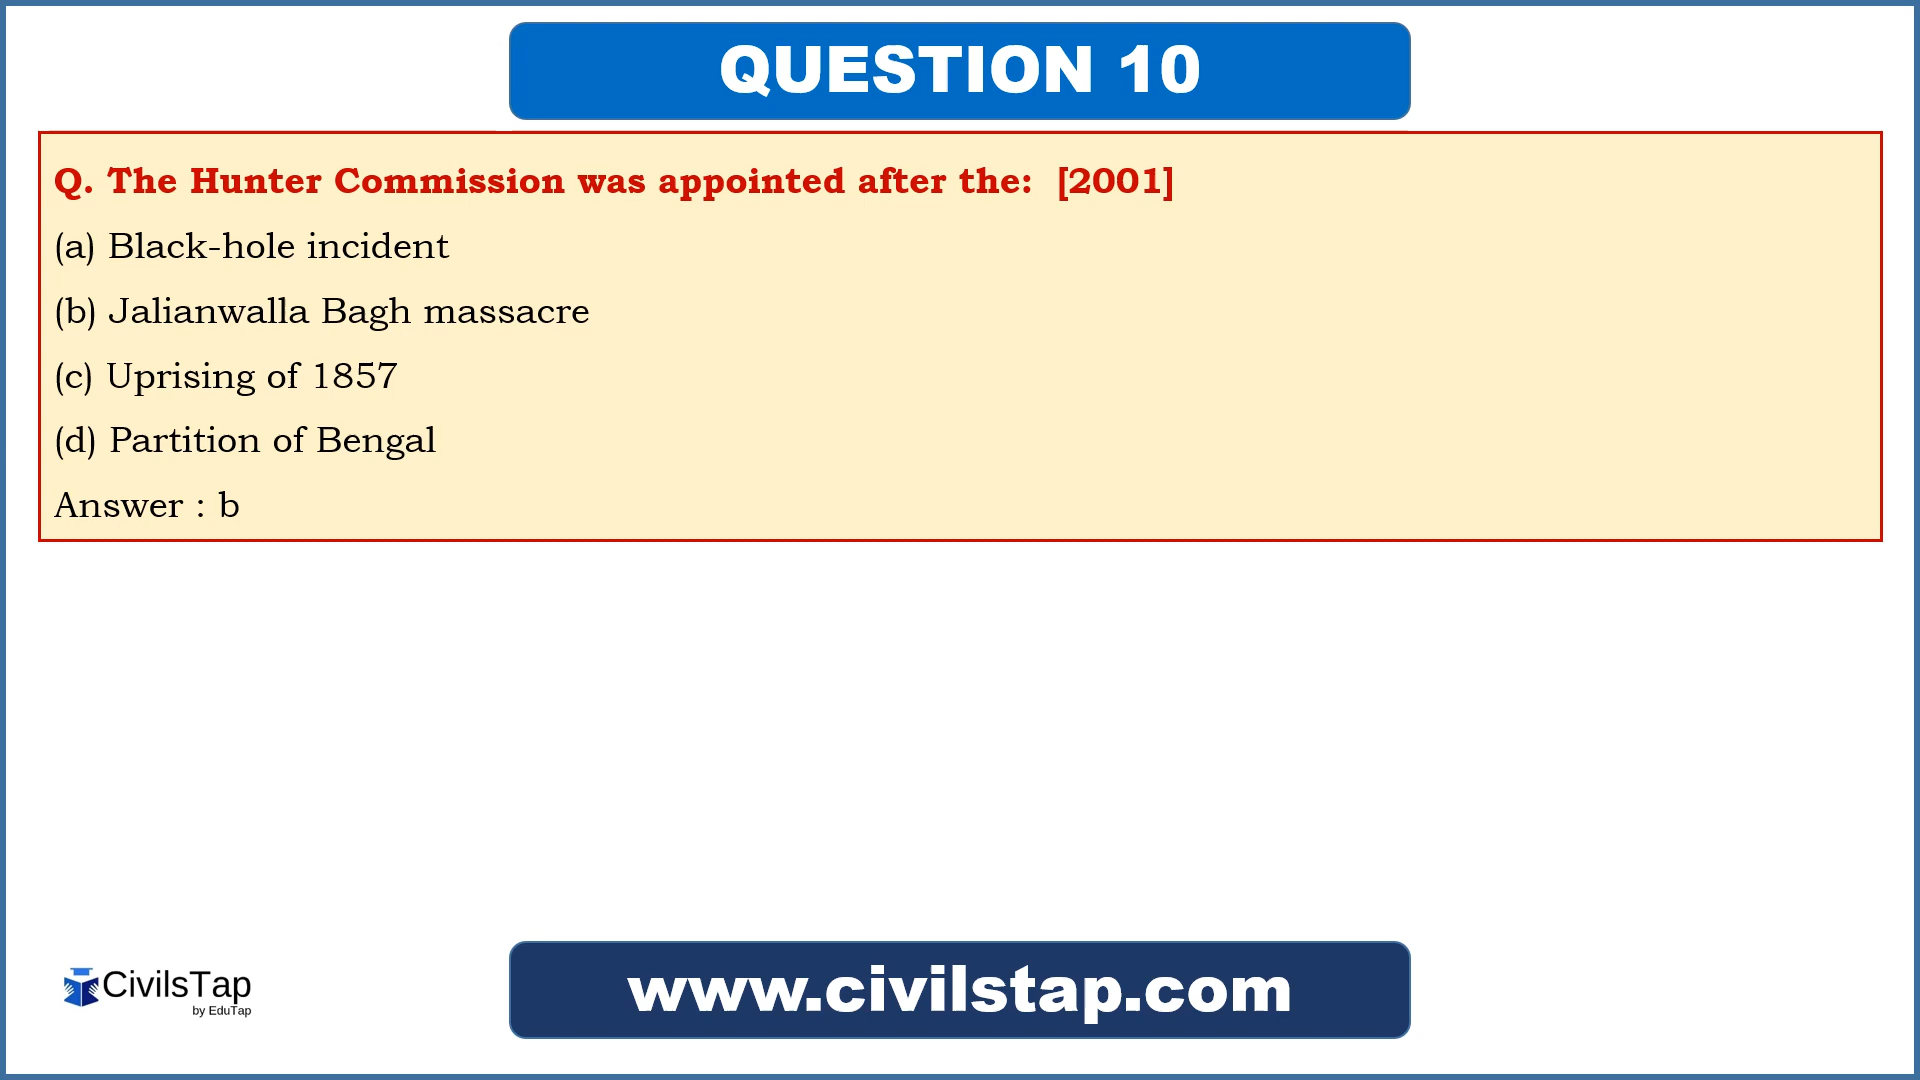 QUESTION 10
Q. The Hunter Commission was appointed after the: [2001]
(a) Black-hole incident
(b) Jalianwalla Bagh massacre
(c) Uprising of 1857
(d) Partition of Bengal
Answer : b
CivilsTap
by EduTap
www.civilstap.com